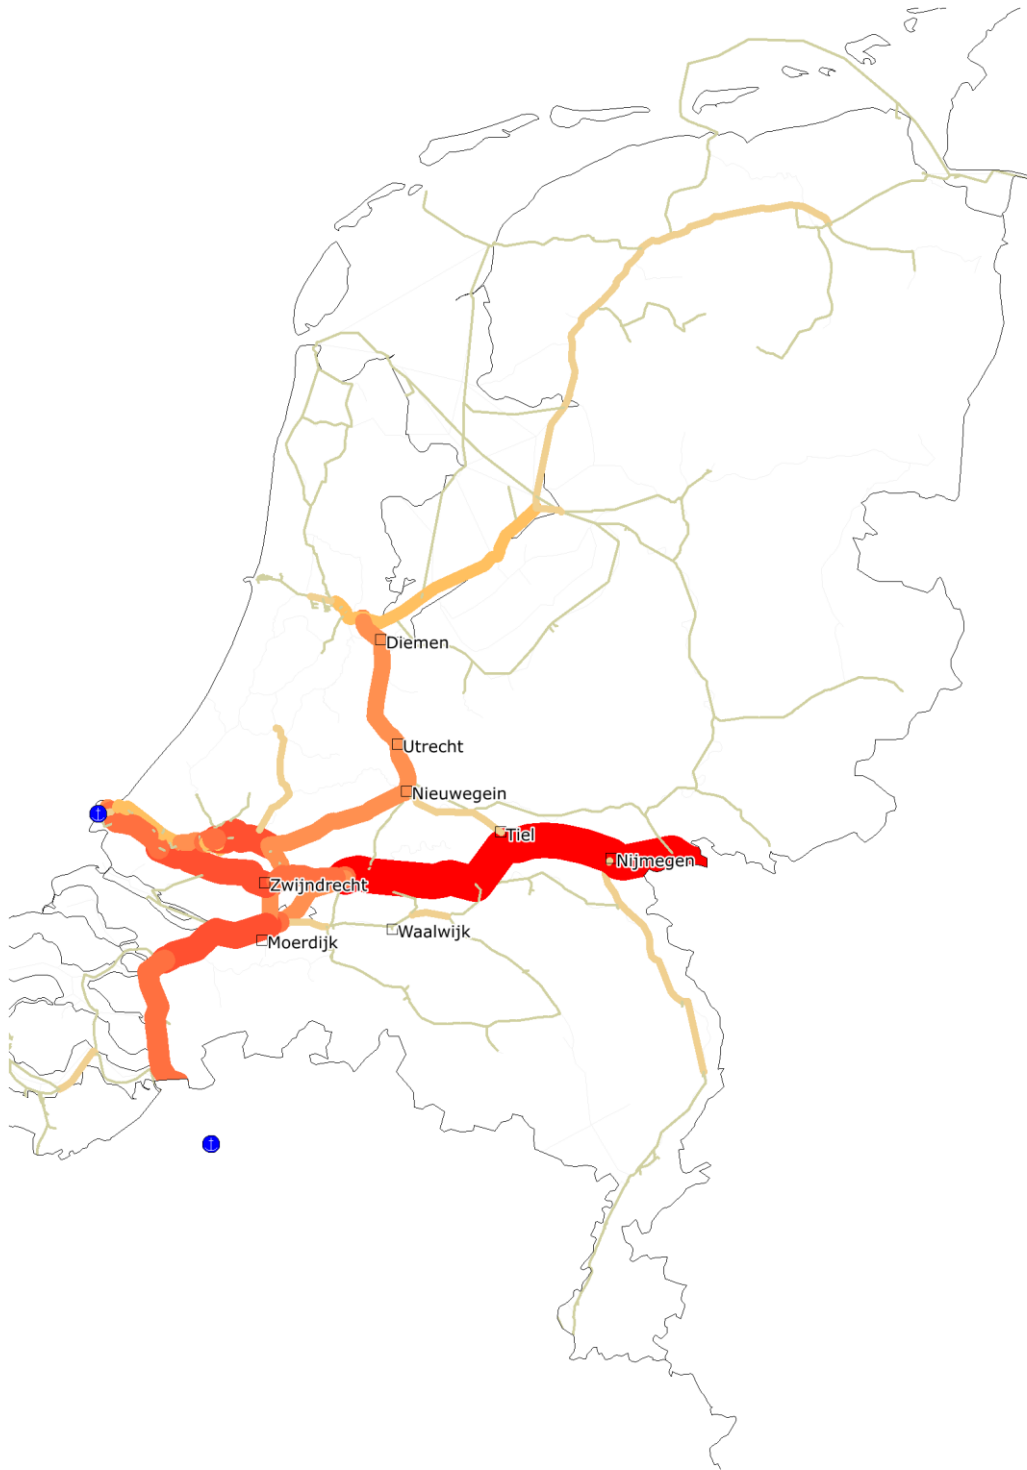 Diemen
Utrecht
Nieuwegein
Tiel
Nijmegen
Zwijndrecht
Waalwijk
Moerdijk